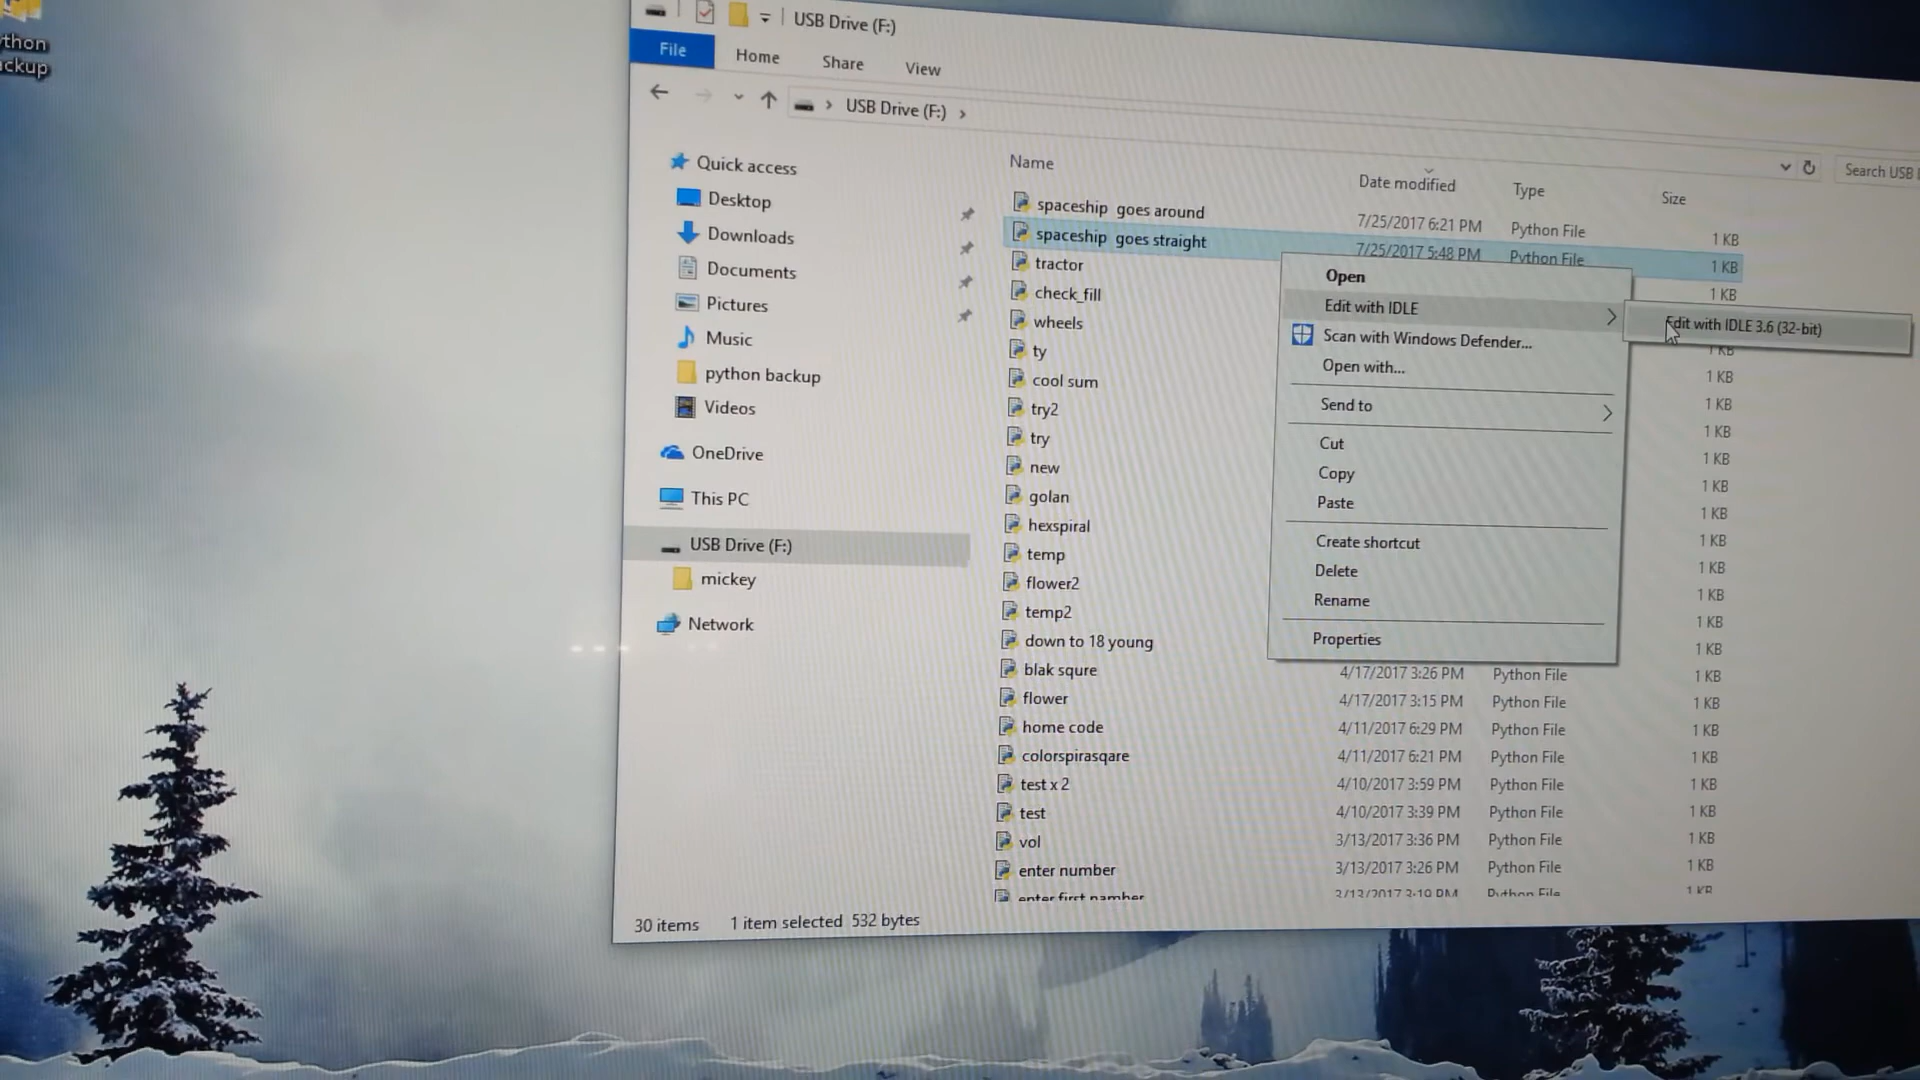 thon
ckup
USB Drive (F:)
File
Home
Share
View
USB Drive (F:)
Search USB
Quick access
Desktop
Downloads
Documents
Pictures
Music
python backup
Videos
OneDrive
This PC
USB Drive (F:)
mickey
Network
Name Date modified Type Size
spaceship goes around 7/25/2017 6:21 PM Python File 1 KB
spaceship goes straight 7/25/2017 5:48 PM Python File 1 KB
tractor 1 KB
check_fill
wheels 1 KB
ty 1 KB
cool sum 1 KB
try2 1 KB
try 1 KB
new 1 KB
golan 1 KB
hexspiral 1 KB
temp 1 KB
flower2 1 KB
temp2 1 KB
down to 18 young 1 KB
blak squre 4/17/2017 3:26 PM Python File 1 KB
flower 4/17/2017 3:15 PM Python File 1 KB
home code 4/11/2017 6:29 PM Python File 1 KB
colorspirasqare 4/11/2017 6:21 PM Python File 1 KB
test x 2 4/10/2017 3:59 PM Python File 1 KB
test 4/10/2017 3:39 PM Python File 1 KB
vol 3/13/2017 3:36 PM Python File 1 KB
enter number 3/13/2017 3:26 PM Python File 1 KB
enter first namber 3/13/2017 3:19 PM Python File 1 KB
Open
Edit with IDLE
Edit with IDLE 3.6 (32-bit)
Scan with Windows Defender...
Open with...
Send to
Cut
Copy
Paste
Create shortcut
Delete
Rename
Properties
30 items 1 item selected 532 bytes